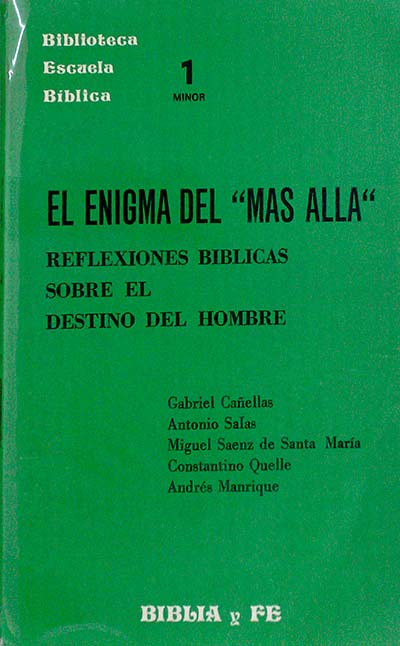 Biblioteca
Escuela
Bíblica
1
MINOR
EL ENIGMA DEL "MAS ALLA"
REFLEXIONES BIBLICAS
SOBRE EL
DESTINO DEL HOMBRE
Gabriel Cañellas
Antonio Salas
Miguel Saenz de Santa María
Constantino Quelle
Andrés Manrique
BIBLIA y FE